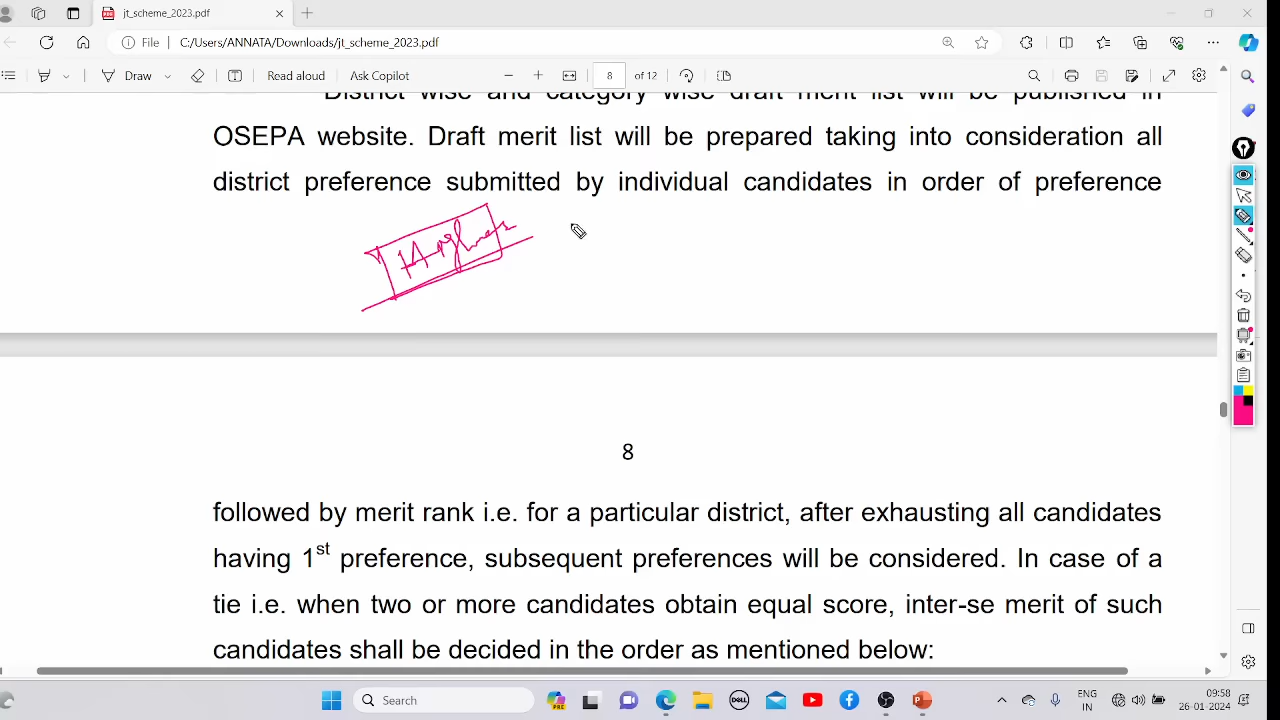 jt_scheme_2023.pdf
File
C:/Users/ANNATA/Downloads/jt_scheme_2023.pdf
Draw
Read aloud
Ask Copilot
8
of 12
District wise and category wise draft merit list will be published in
OSEPA website. Draft merit list will be prepared taking into consideration all
district preference submitted by individual candidates in order of preference
8
followed by merit rank i.e. for a particular district, after exhausting all candidates
having 1st preference, subsequent preferences will be considered. In case of a
tie i.e. when two or more candidates obtain equal score, inter-se merit of such
candidates shall be decided in the order as mentioned below:
Search
ENG
IN
09:58
26-01-2024